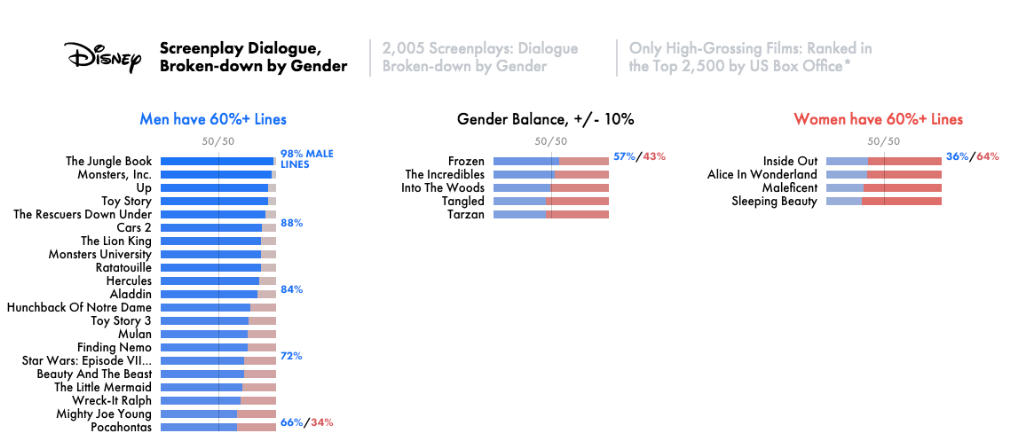 Disney
Screenplay Dialogue,
Broken-down by Gender
2,005 Screenplays: Dialogue
Broken-down by Gender
Only High-Grossing Films: Ranked in
the Top 2,500 by US Box Office*
Men have 60%+ Lines
50/50
The Jungle Book
98% MALE
LINES
Monsters, Inc.
Up
Toy Story
The Rescuers Down Under
Cars 2
88%
The Lion King
Monsters University
Ratatouille
Hercules
Aladdin
84%
Hunchback Of Notre Dame
Toy Story 3
Mulan
Finding Nemo
Star Wars: Episode VII...
72%
Beauty And The Beast
The Little Mermaid
Wreck-It Ralph
Mighty Joe Young
Pocahontas
66%/34%
Gender Balance, +/- 10%
50/50
Frozen
57%/43%
The Incredibles
Into The Woods
Tangled
Tarzan
Women have 60%+ Lines
50/50
Inside Out
36%/64%
Alice In Wonderland
Maleficent
Sleeping Beauty